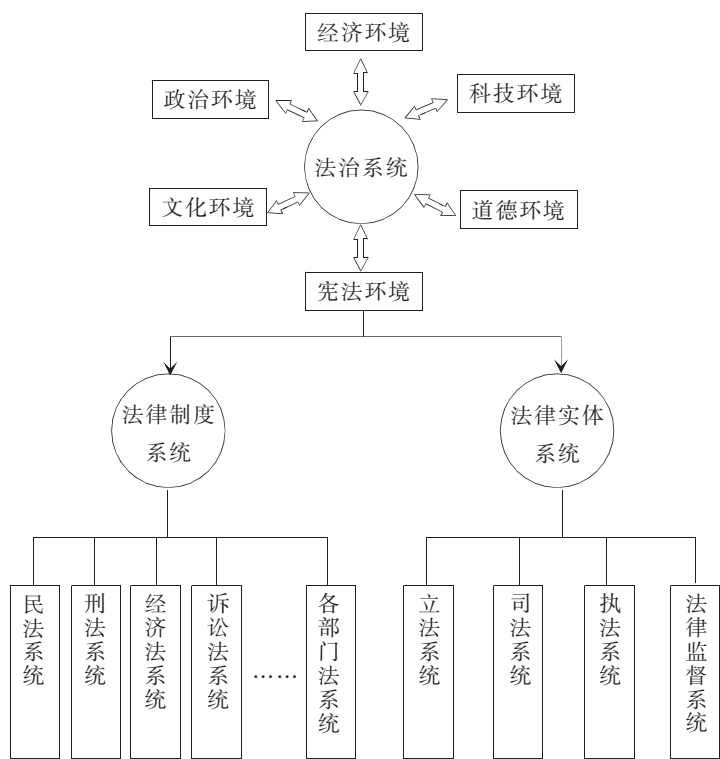 经济环境
政治环境
科技环境
法治系统
文化环境
道德环境
宪法环境
法律制度
系统
法律实体
系统
民法系统
刑法系统
经济法系统
诉讼法系统
……
各部门法系统
立法系统
司法系统
执法系统
法律监督系统